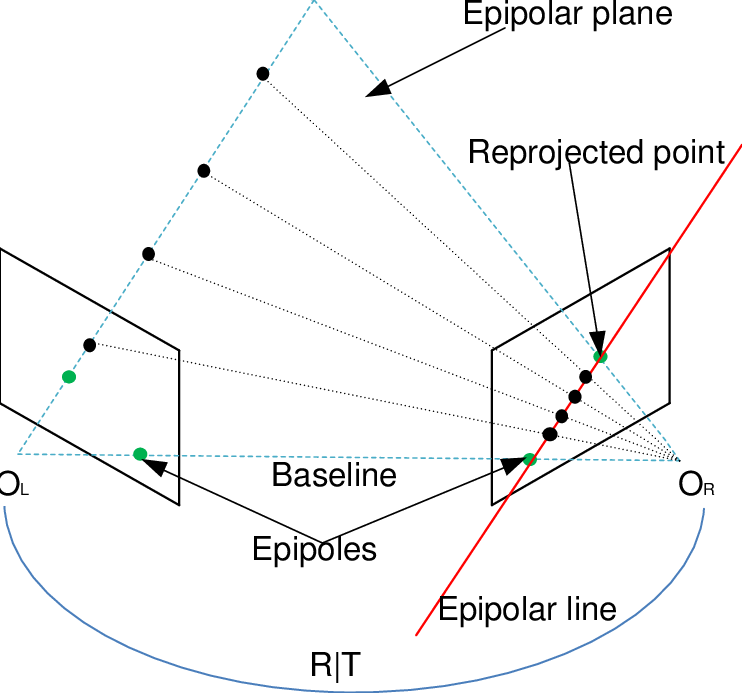 Epipolar plane
Reprojected point
Baseline
OL
OR
Epipoles
Epipolar line
R|T